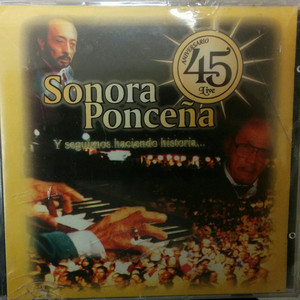 ANIVERSARIO
45
Live
Sonora
Ponceña
Y seguimos haciendo historia...